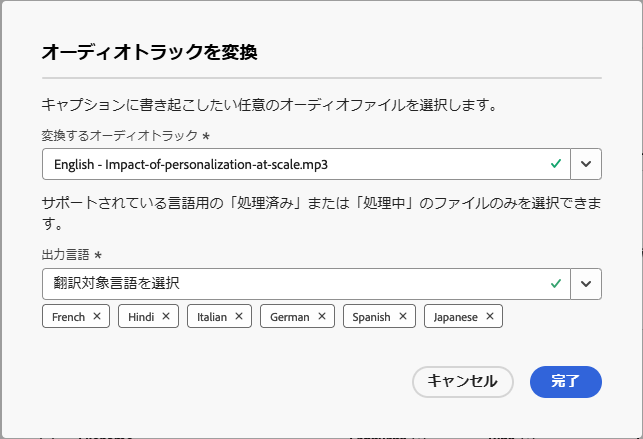 オーディオトラックを変換
キャプションに書き起こしたい任意のオーディオファイルを選択します。
変換するオーディオトラック *
English - Impact-of-personalization-at-scale.mp3
サポートされている言語用の「処理済み」または「処理中」のファイルのみを選択できま
す。
出力言語 *
翻訳対象言語を選択
French × Hindi × Italian × German × Spanish × Japanese ×
キャンセル 完了